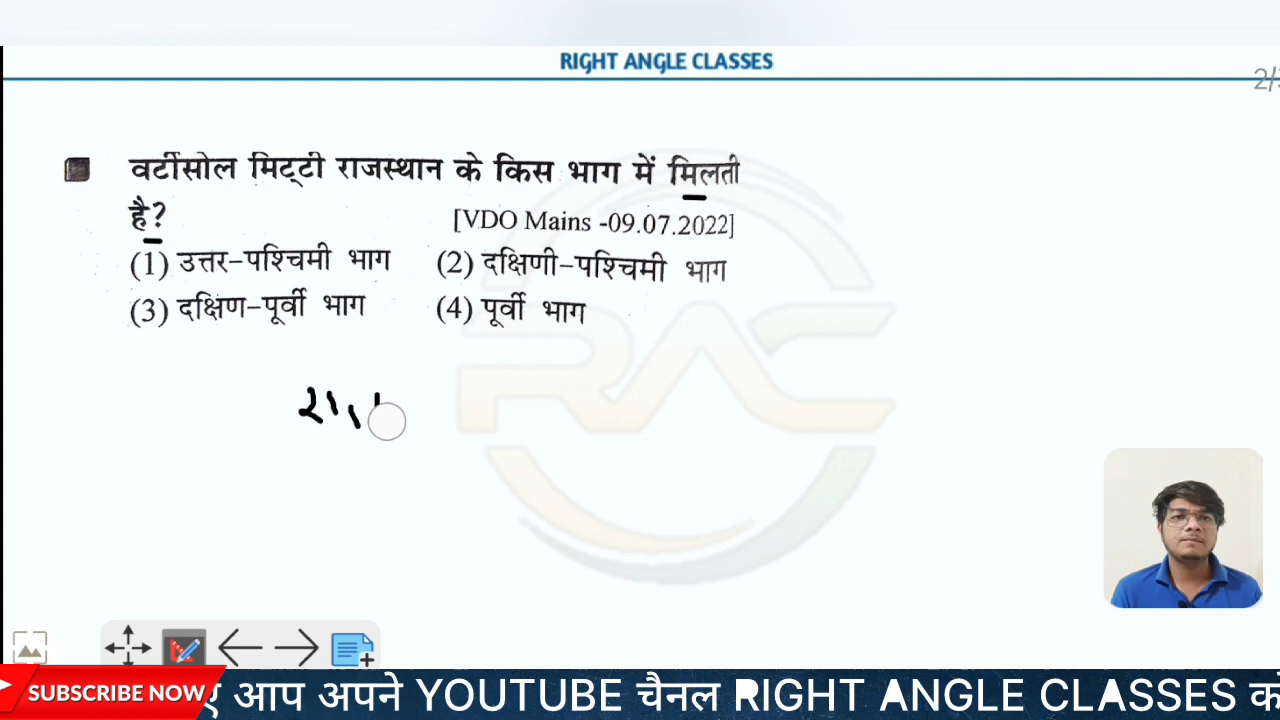 RIGHT ANGLE CLASSES
वर्टीसोल मिट्टी राजस्थान के किस भाग में मिलती
है? [VDO Mains -09.07.2022]
(1) उत्तर-पश्चिमी भाग (2) दक्षिणी-पश्चिमी भाग
(3) दक्षिण-पूर्वी भाग (4) पूर्वी भाग
RAC
SUBSCRIBE NOW आप अपने YOUTUBE चैनल RIGHT ANGLE CLASSES